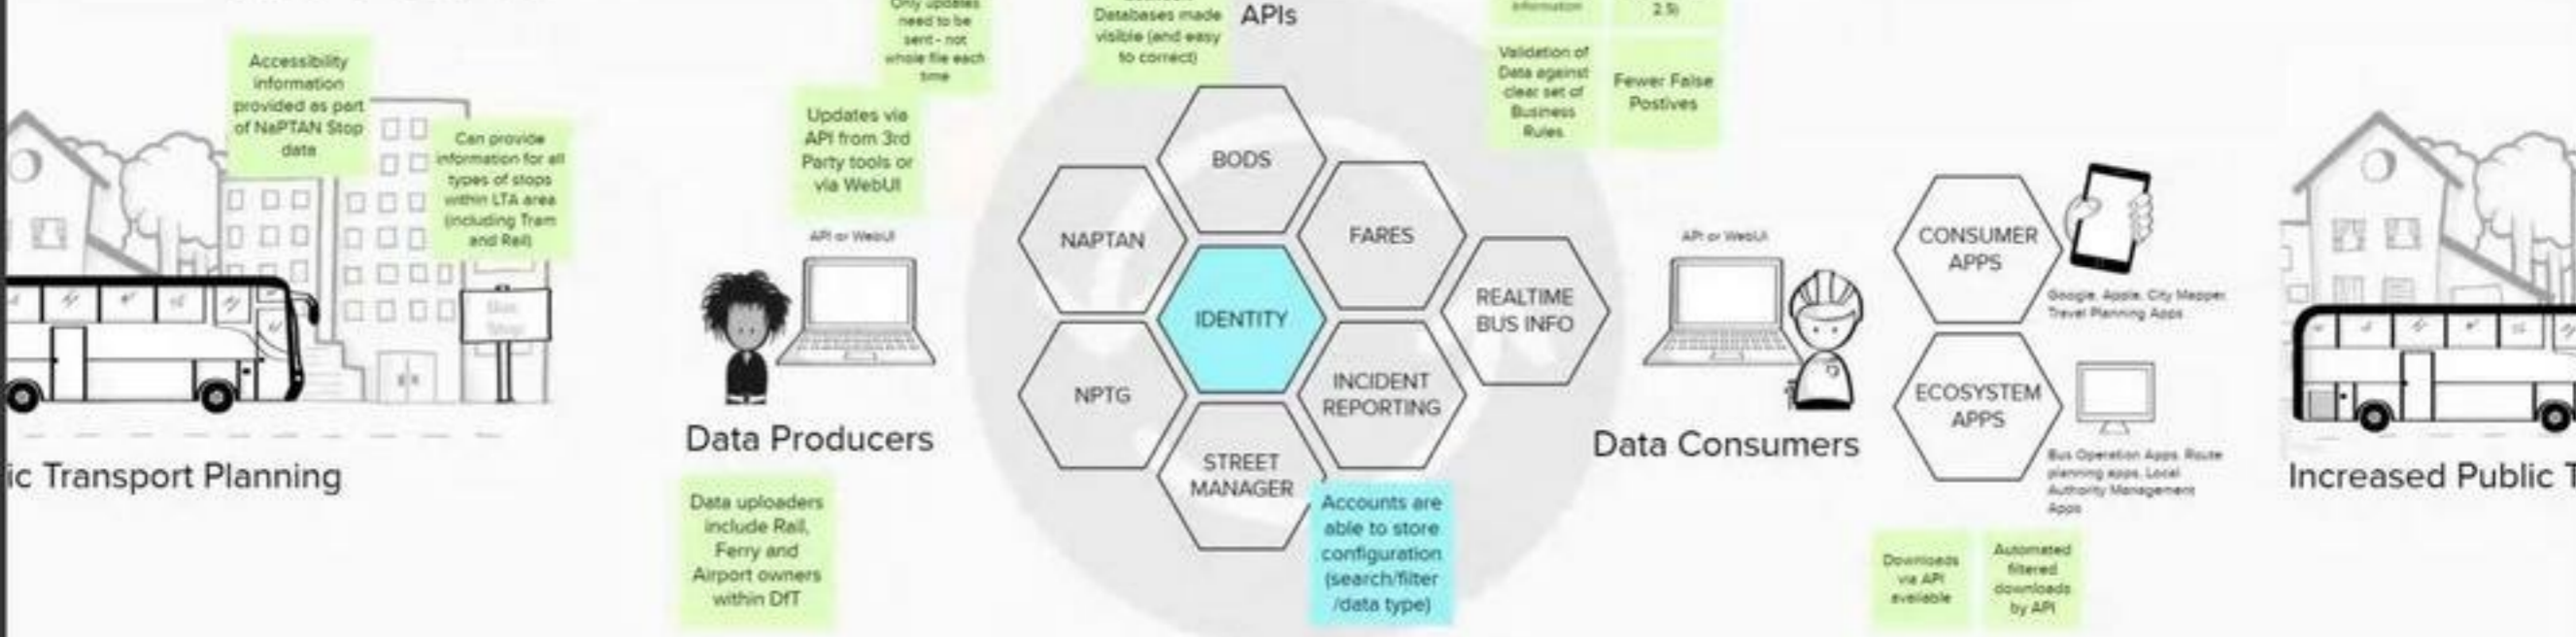 Accessibility
information
provided as part
of NaPTAN Stop
data
Can provide
information for all
types of stops
within LTA area
(including Tram
and Rail)
Bus
Stop
ic Transport Planning
Only updates
need to be
sent - not
whole file each
time
Updates via
API from 3rd
Party tools or
via WebUI
API or WebUI
Data Producers
Data uploaders
include Rail,
Ferry and
Airport owners
within DfT
Databases made
visible (and easy
to correct)
APIs
BODS
NAPTAN
FARES
IDENTITY
REALTIME
BUS INFO
NPTG
INCIDENT
REPORTING
STREET
MANAGER
Accounts are
able to store
configuration
(search/filter
/data type)
information
2.5)
Validation of
Data against
clear set of
Business
Rules
Fewer False
Postives
API or WebUI
Data Consumers
CONSUMER
APPS
Google, Apple, City Mapper,
Travel Planning Apps
ECOSYSTEM
APPS
Bus Operation Apps, Route
planning apps, Local
Authority Management
Apps
Downloads
via API
available
Automated
filtered
downloads
by API
Increased Public T